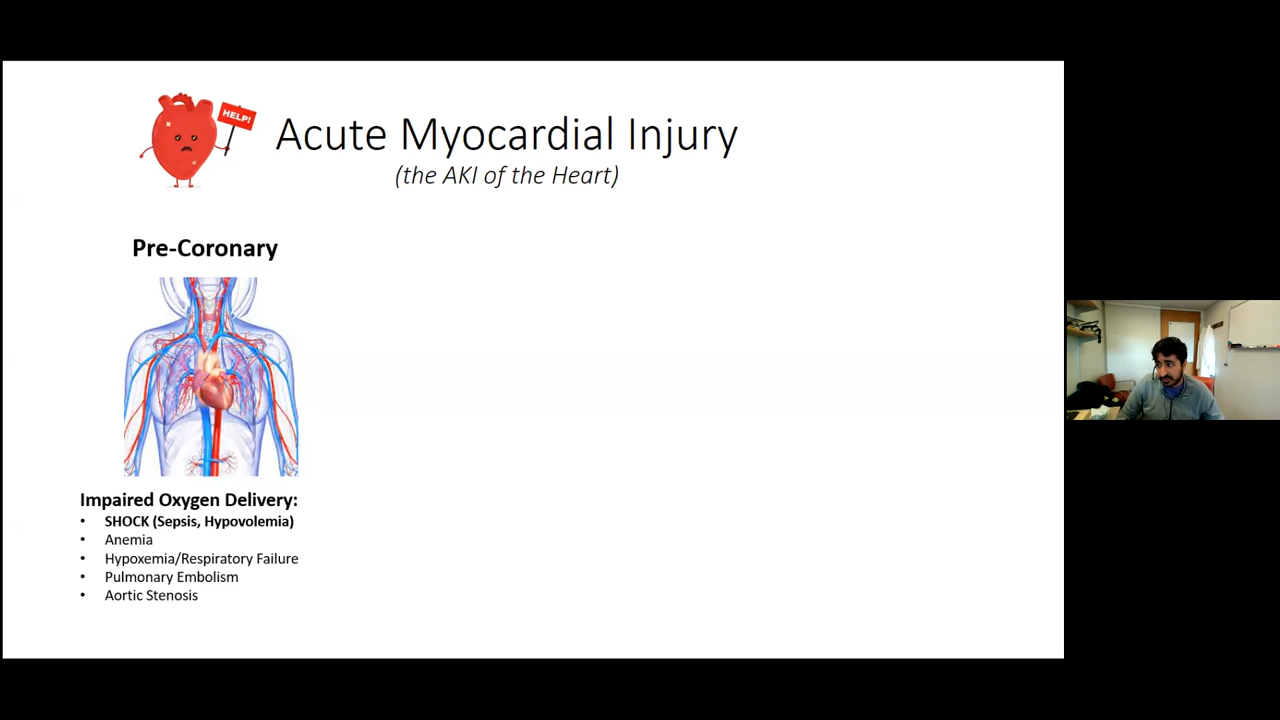 HELP!
Acute Myocardial Injury
(the AKI of the Heart)
Pre-Coronary
Impaired Oxygen Delivery:
• SHOCK (Sepsis, Hypovolemia)
• Anemia
• Hypoxemia/Respiratory Failure
• Pulmonary Embolism
• Aortic Stenosis